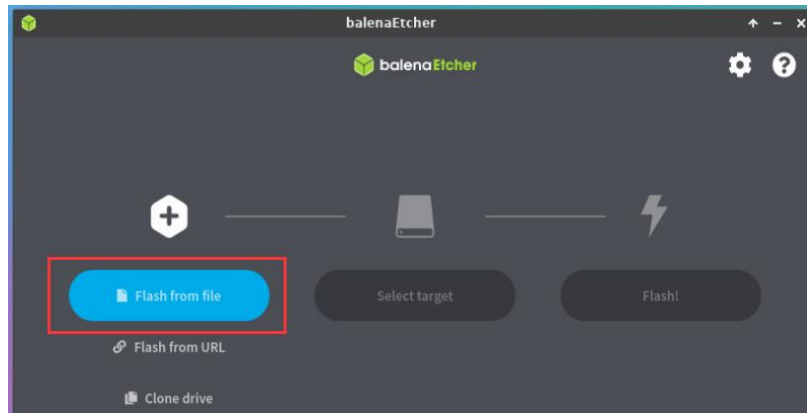 balenaEtcher
balenaEtcher
Flash from file
Select target
Flash!
Flash from URL
Clone drive